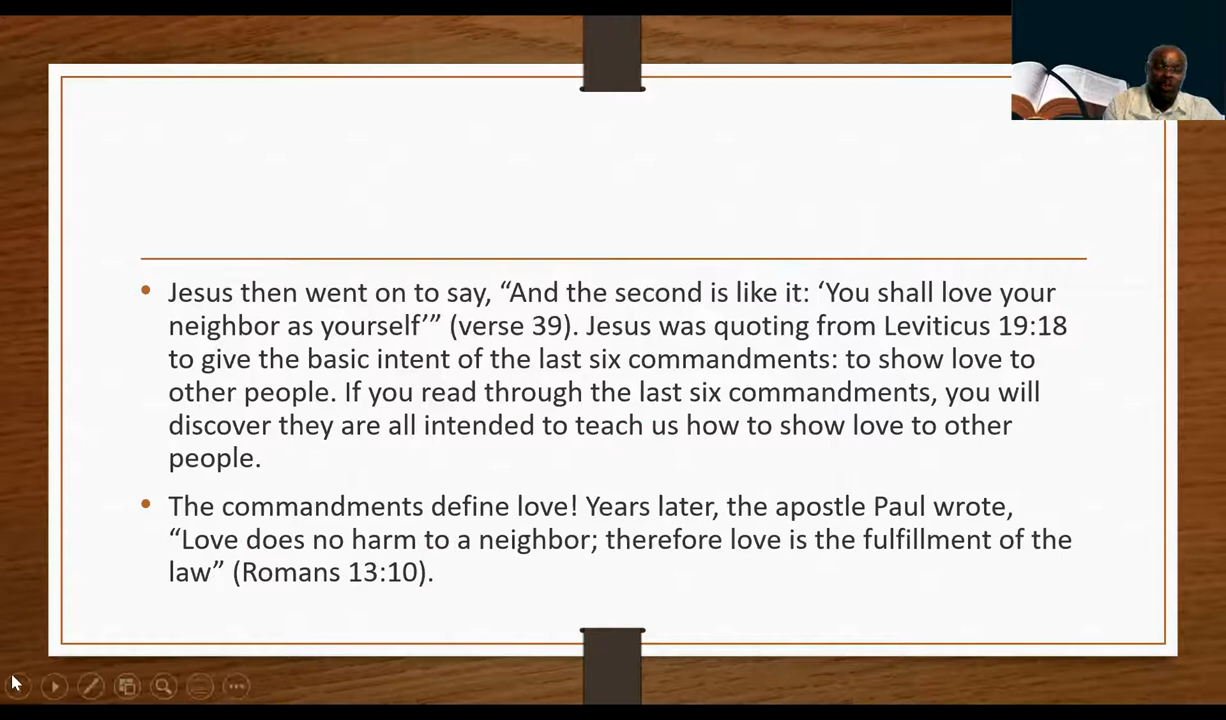 Jesus then went on to say, “And the second is like it: ‘You shall love your
neighbor as yourself’” (verse 39). Jesus was quoting from Leviticus 19:18
to give the basic intent of the last six commandments: to show love to
other people. If you read through the last six commandments, you will
discover they are all intended to teach us how to show love to other
people.
The commandments define love! Years later, the apostle Paul wrote,
“Love does no harm to a neighbor; therefore love is the fulfillment of the
law” (Romans 13:10).